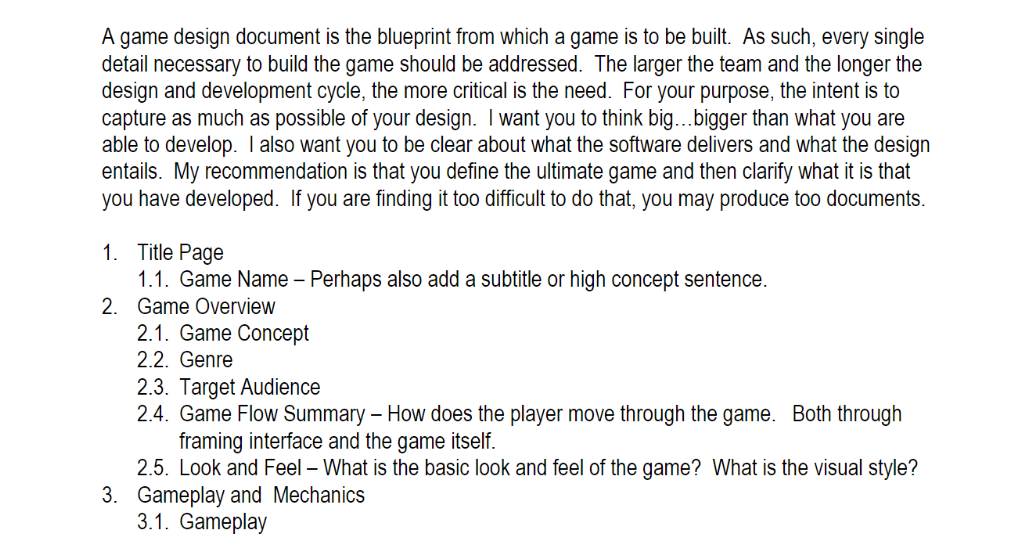 A game design document is the blueprint from which a game is to be built.  As such, every single
detail necessary to build the game should be addressed.  The larger the team and the longer the
design and development cycle, the more critical is the need.  For your purpose, the intent is to
capture as much as possible of your design.  I want you to think big…bigger than what you are
able to develop.  I also want you to be clear about what the software delivers and what the design
entails.  My recommendation is that you define the ultimate game and then clarify what it is that
you have developed.  If you are finding it too difficult to do that, you may produce too documents.
1. Title Page
1.1. Game Name – Perhaps also add a subtitle or high concept sentence.
2. Game Overview
2.1. Game Concept
2.2. Genre
2.3. Target Audience
2.4. Game Flow Summary – How does the player move through the game.   Both through
framing interface and the game itself.
2.5. Look and Feel – What is the basic look and feel of the game?  What is the visual style?
3. Gameplay and  Mechanics
3.1. Gameplay